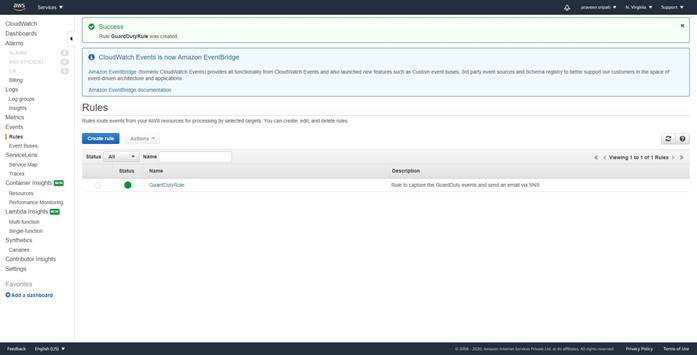 aws
Services
praveen sripati
N. Virginia
Support
CloudWatch
Dashboards
Alarms
ALARM
INSUFFICIENT
OK
Billing
Logs
Log groups
Insights
Metrics
Events
Rules
Event Buses
ServiceLens
Service Map
Traces
Container Insights NEW
Resources
Performance Monitoring
Lambda Insights NEW
Multi-function
Single-function
Synthetics
Canaries
Contributor Insights
Settings
Favorites
Add a dashboard
Success
Rule GuardDutyRule was created.
CloudWatch Events is now Amazon EventBridge
Amazon EventBridge (formerly CloudWatch Events) provides all functionality from CloudWatch Events and also launched new features such as Custom event buses, 3rd party event sources and Schema registry to better support our customers in the space of
event-driven architecture and applications.
Amazon EventBridge documentation
Rules
Rules route events from your AWS resources for processing by selected targets. You can create, edit, and delete rules.
Create rule
Actions
Status All Name
Viewing 1 to 1 of 1 Rules
Status Name Description
GuardDutyRule Rule to capture the GuardDuty events and send an email via SNS.
Feedback English (US)
© 2008 - 2020, Amazon Internet Services Private Ltd. or its affiliates. All rights reserved. Privacy Policy Terms of Use